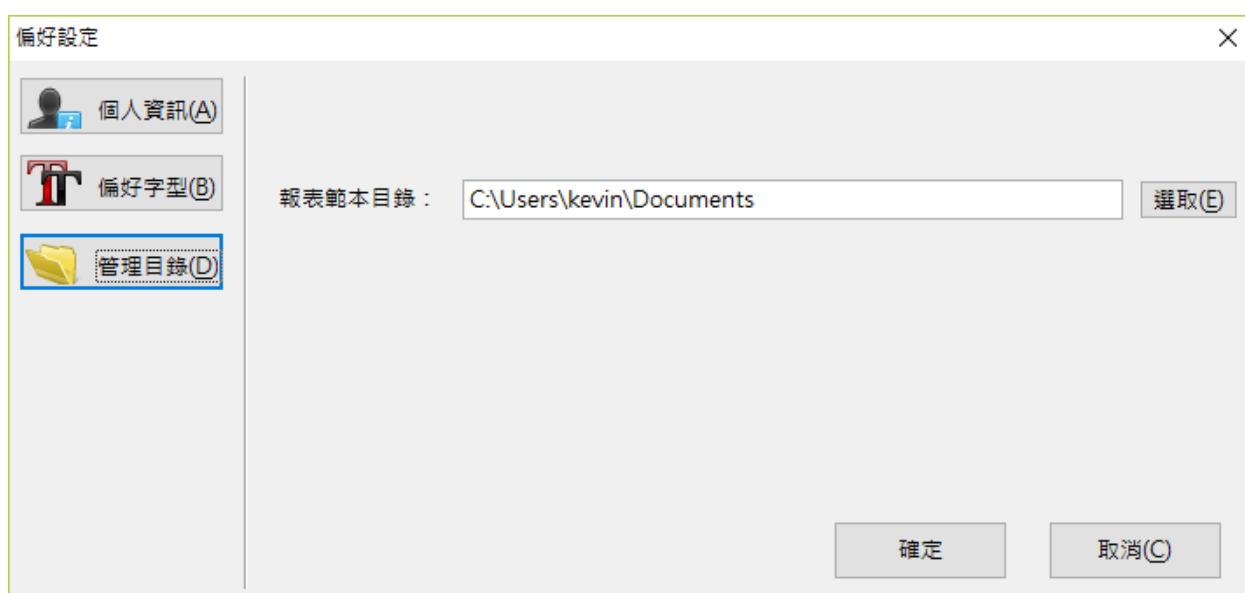 偏好設定
個人資訊(A)
偏好字型(B)
管理目錄(D)
報表範本目錄：
C:\Users\kevin\Documents
選取(E)
確定
取消(C)